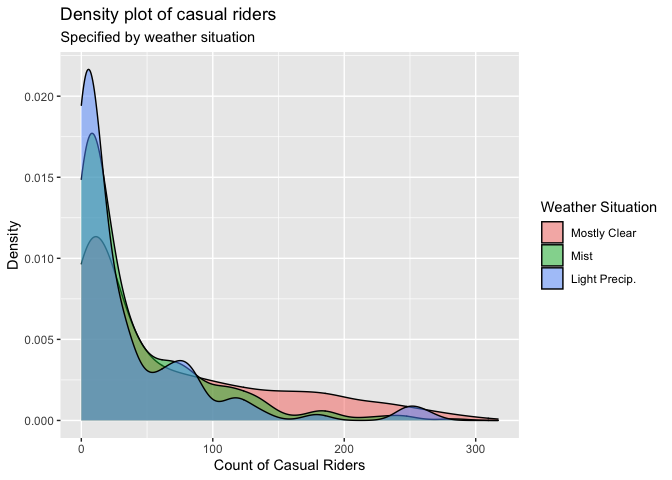 Density plot of casual riders
Specified by weather situation
0.020
0.015
0.010
0.005
0.000
Density
0
100
200
300
Count of Casual Riders
Weather Situation
Mostly Clear
Mist
Light Precip.